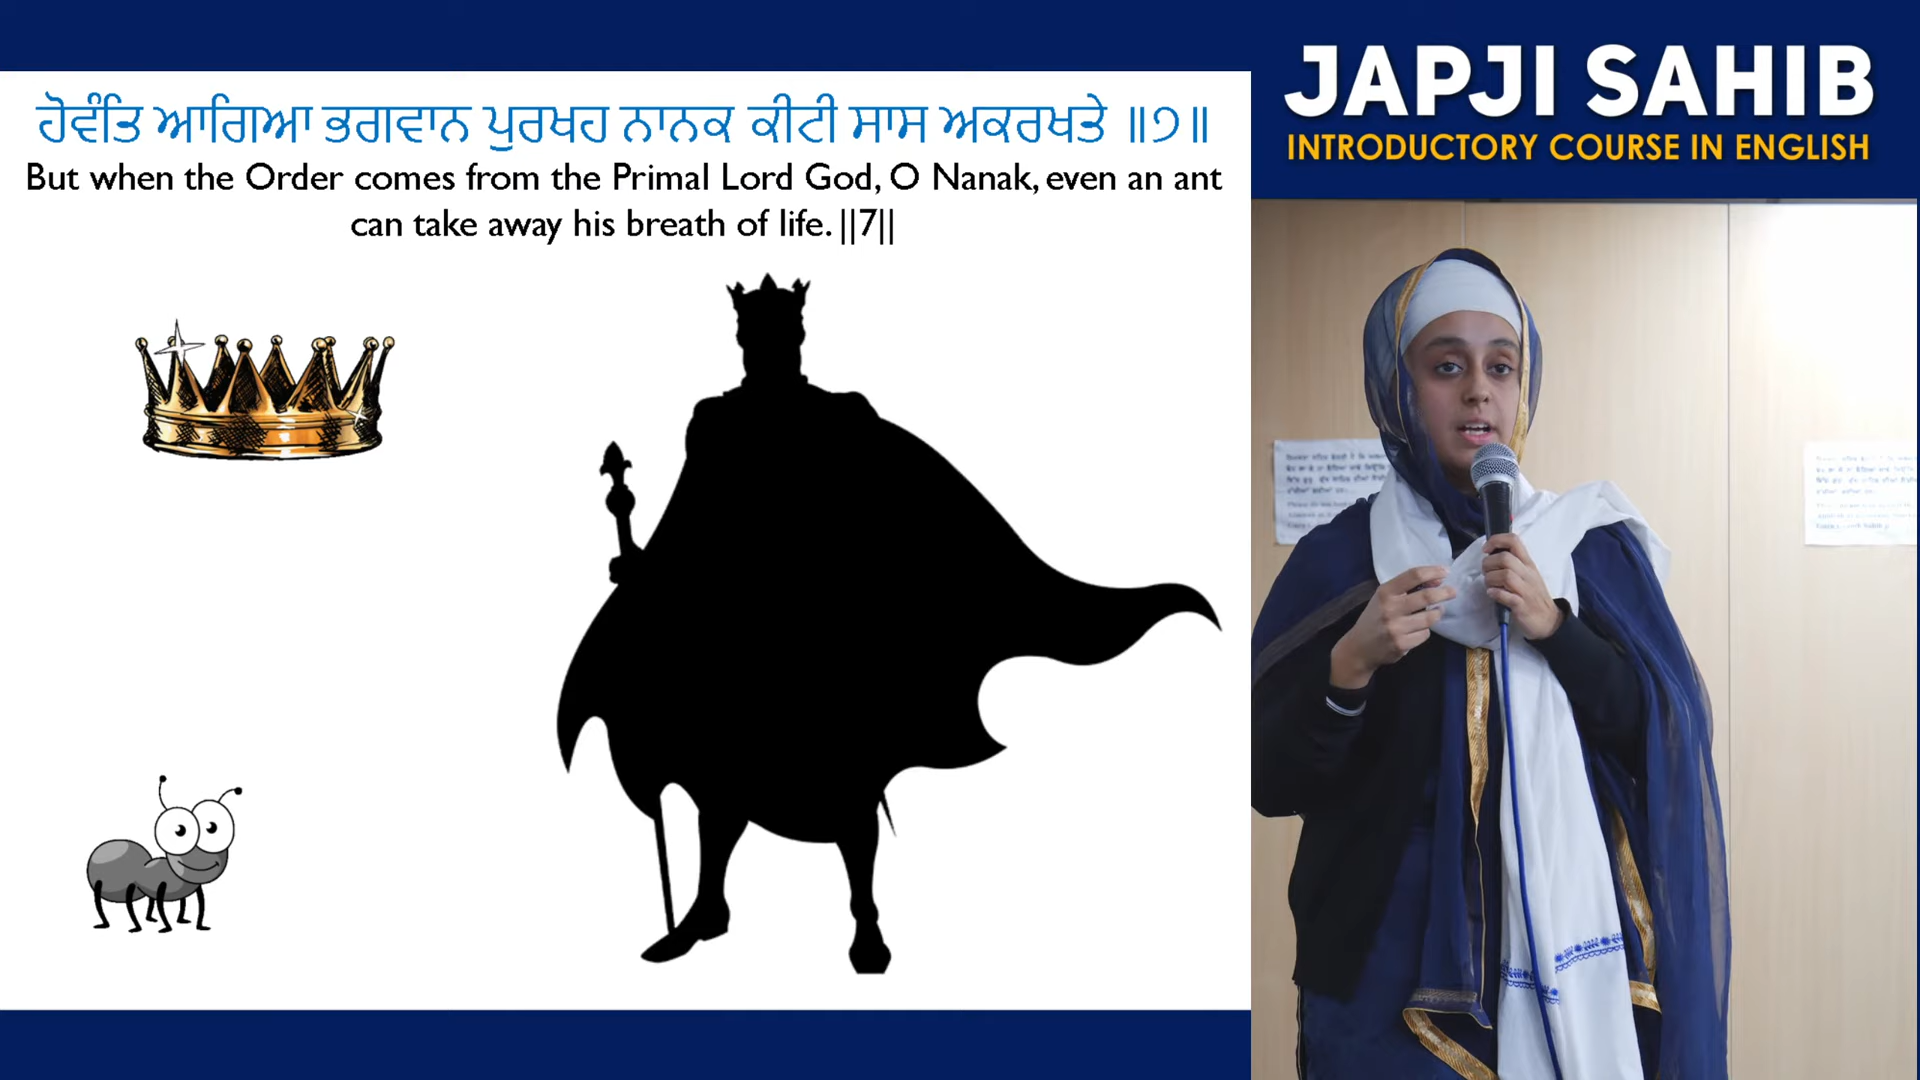 ਹੋਵੰਤਿ ਆਗਿਆ ਭਗਵਾਨ ਪੁਰਖਹ ਨਾਨਕ ਕੀਟੀ ਸਾਸ ਅਕਰਖਤੇ ॥੭॥
But when the Order comes from the Primal Lord God, O Nanak, even an ant
can take away his breath of life. ||7||
JAPJI SAHIB
INTRODUCTORY COURSE IN ENGLISH